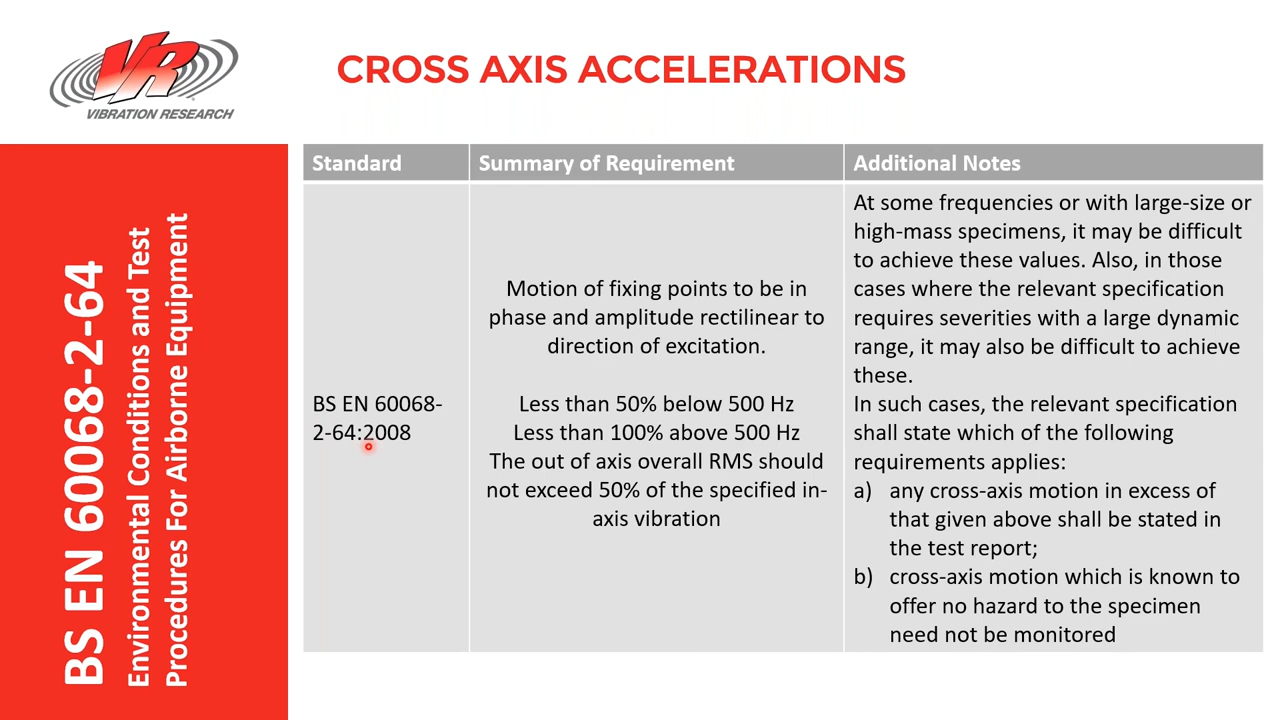 VR
VIBRATION RESEARCH
CROSS AXIS ACCELERATIONS
BS EN 60068-2-64
Environmental Conditions and Test
Procedures For Airborne Equipment
Standard
Summary of Requirement
Additional Notes
BS EN 60068-
2-64:2008
Motion of fixing points to be in
phase and amplitude rectilinear to
direction of excitation.
Less than 50% below 500 Hz
Less than 100% above 500 Hz
The out of axis overall RMS should
not exceed 50% of the specified in-
axis vibration
At some frequencies or with large-size or
high-mass specimens, it may be difficult
to achieve these values. Also, in those
cases where the relevant specification
requires severities with a large dynamic
range, it may also be difficult to achieve
these.
In such cases, the relevant specification
shall state which of the following
requirements applies:
a) any cross-axis motion in excess of
that given above shall be stated in
the test report;
b) cross-axis motion which is known to
offer no hazard to the specimen
need not be monitored